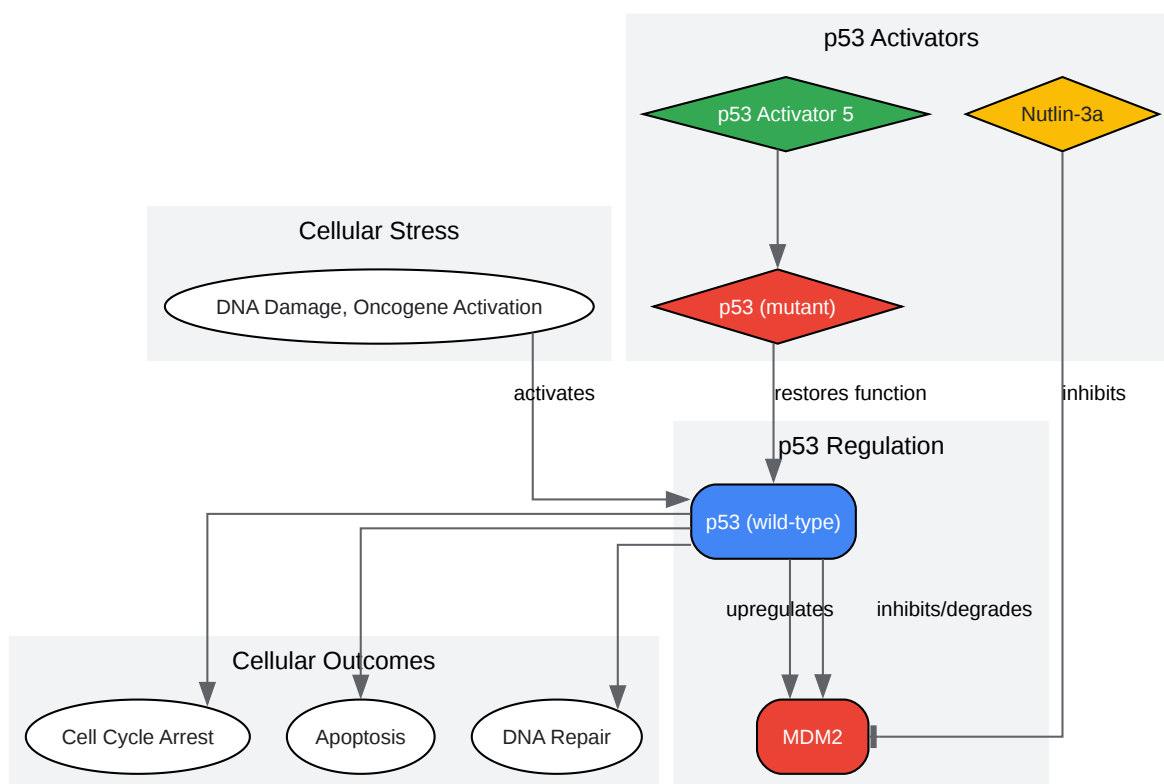 p53 Activators
p53 Activator 5
Nutlin-3a
Cellular Stress
DNA Damage, Oncogene Activation
p53 (mutant)
activates
restores function
inhibits
p53 Regulation
p53 (wild-type)
upregulates
inhibits/degrades
Cellular Outcomes
Cell Cycle Arrest
Apoptosis
DNA Repair
MDM2